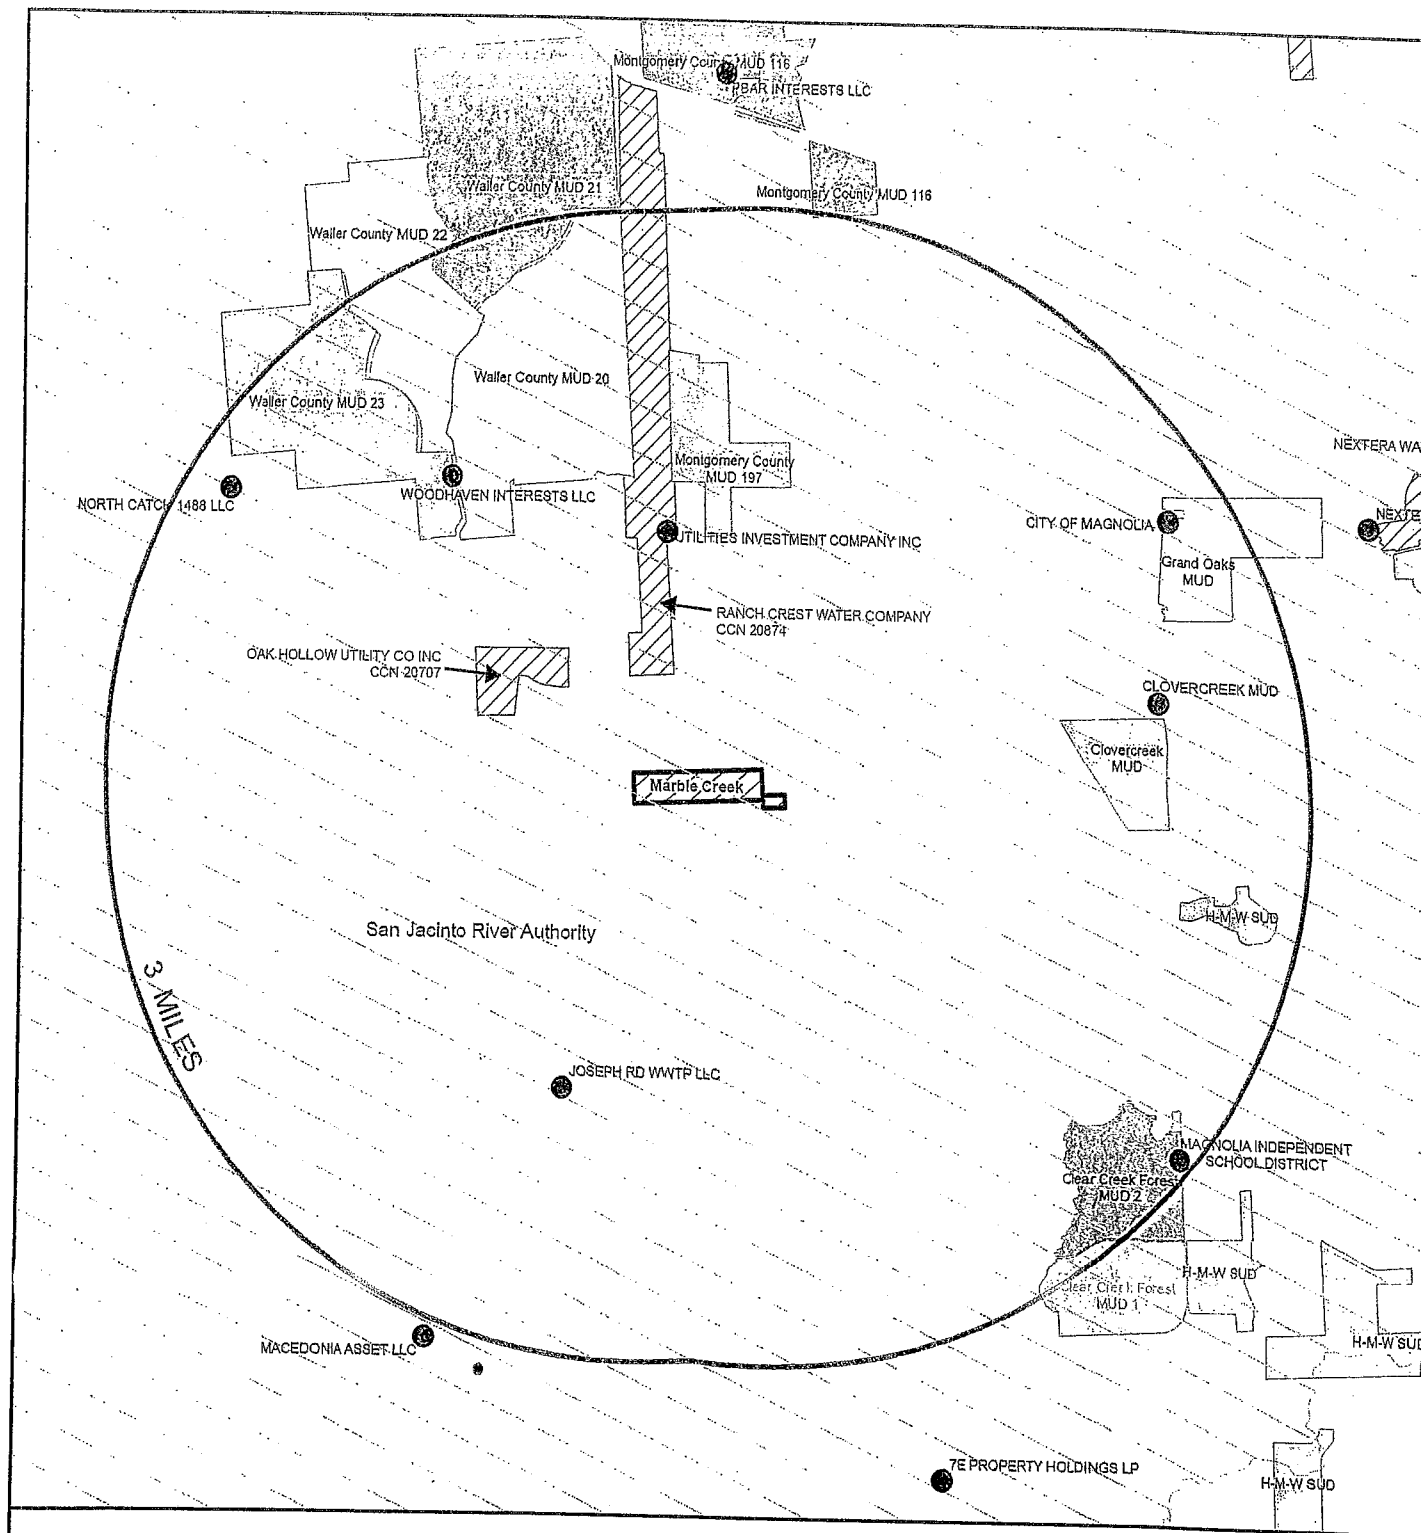 Montgomery County MUD 116
PBAR INTERESTS LLC
Waller County MUD 21
Montgomery County MUD 116
Waller County MUD 22
Waller County MUD 20
Waller County MUD 23
NEXTERA WA
Montgomery County
MUD 197
WOODHAVEN INTERESTS LLC
NORTH CATCH 1488 LLC
NEXTE
CITY OF MAGNOLIA
UTILITIES INVESTMENT COMPANY INC
Grand Oaks
MUD
RANCH CREST WATER COMPANY
CCN 20874
OAK HOLLOW UTILITY CO INC
CCN 20707
CLOVERCREEK MUD
Clovercreek
MUD
Marble Creek
H-M-W SUD
San Jacinto River Authority
3 MILES
JOSEPH RD WWTP LLC
MAGNOLIA INDEPENDENT
SCHOOL DISTRICT
Clear Creek Forest
MUD 2
H-M-W SUD
Clear Creek Forest
MUD 1
H-M-W SUD
MACEDONIA ASSET LLC
7E PROPERTY HOLDINGS LP
H-M-W SUD